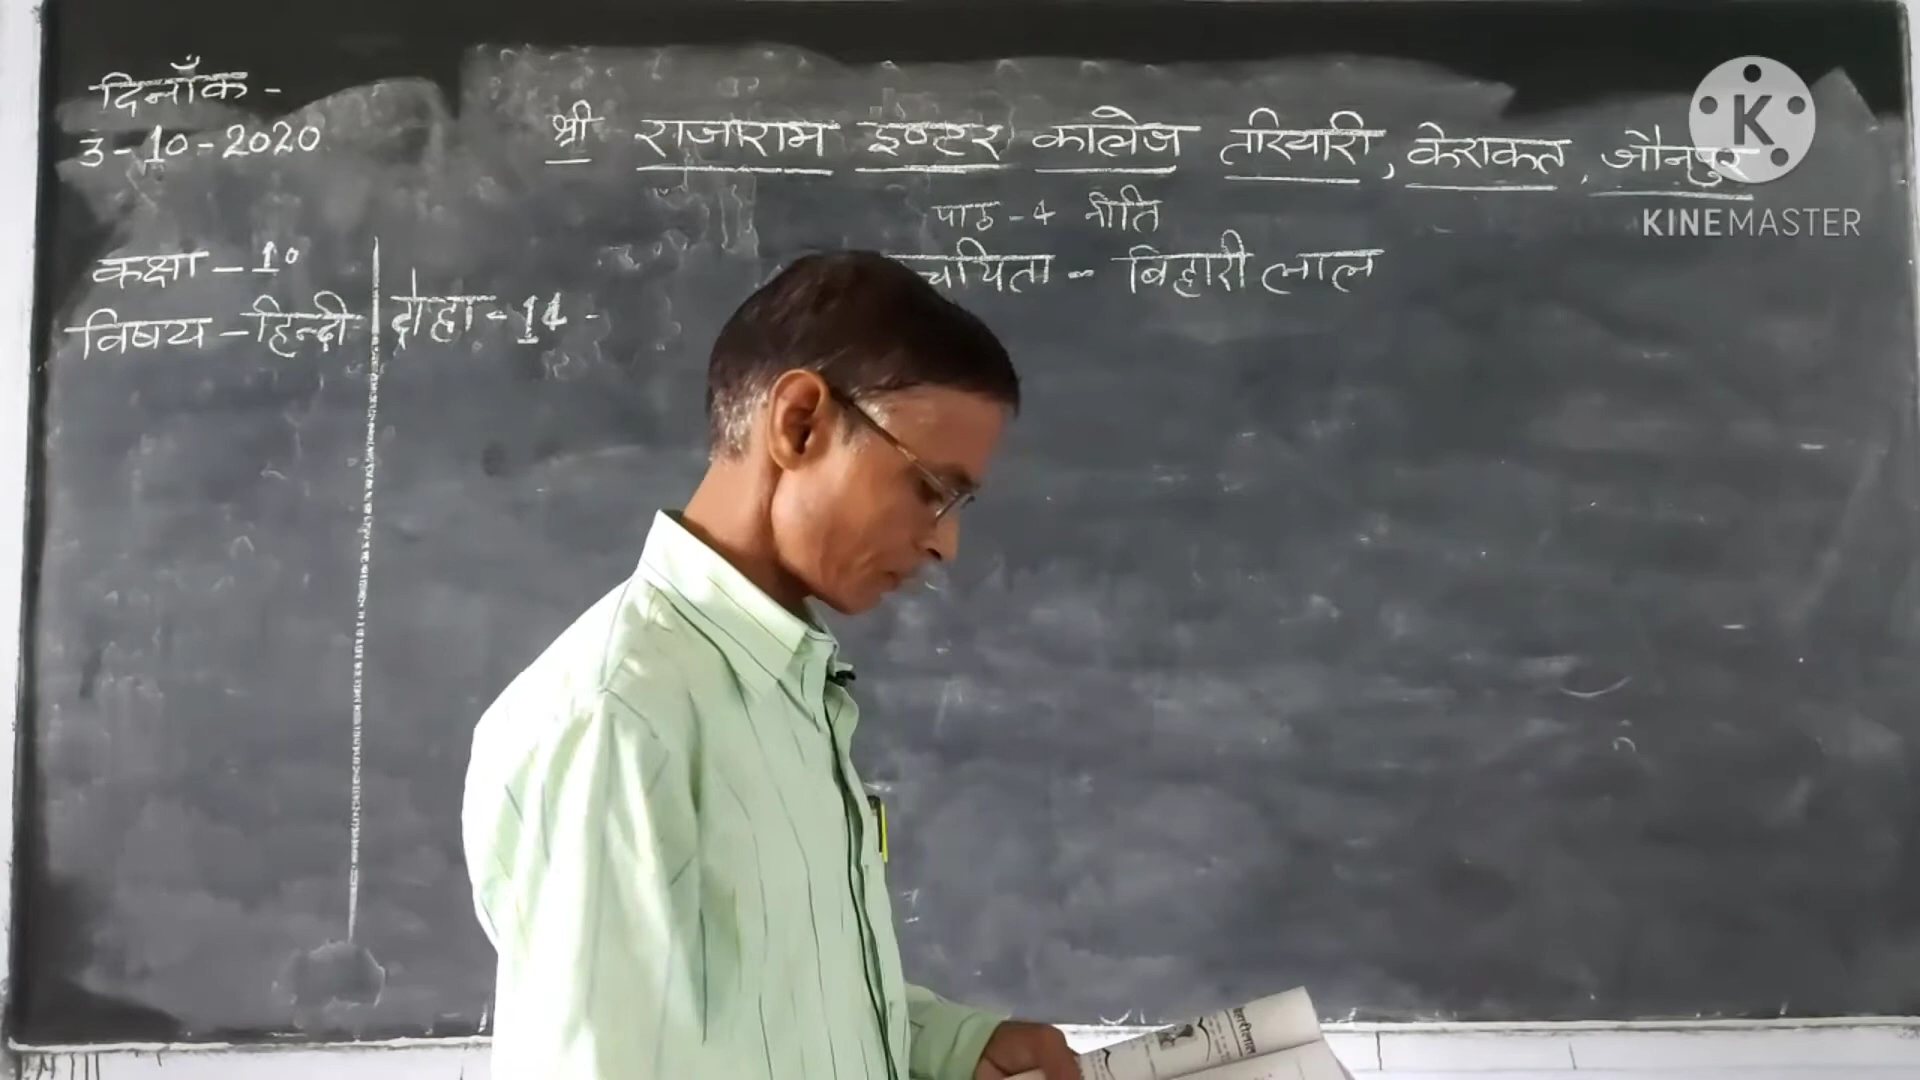 दिनाँक -
3-10-2020
श्री राजाराम इण्टर कालेज तरियारी, केराकत, जौनपुर
पाठ-4 नीति
चयिता - बिहारी लाल
कक्षा - 10
विषय - हिन्दी
दोहा - 14 -
K
KINEMASTER
बिहारीलाल